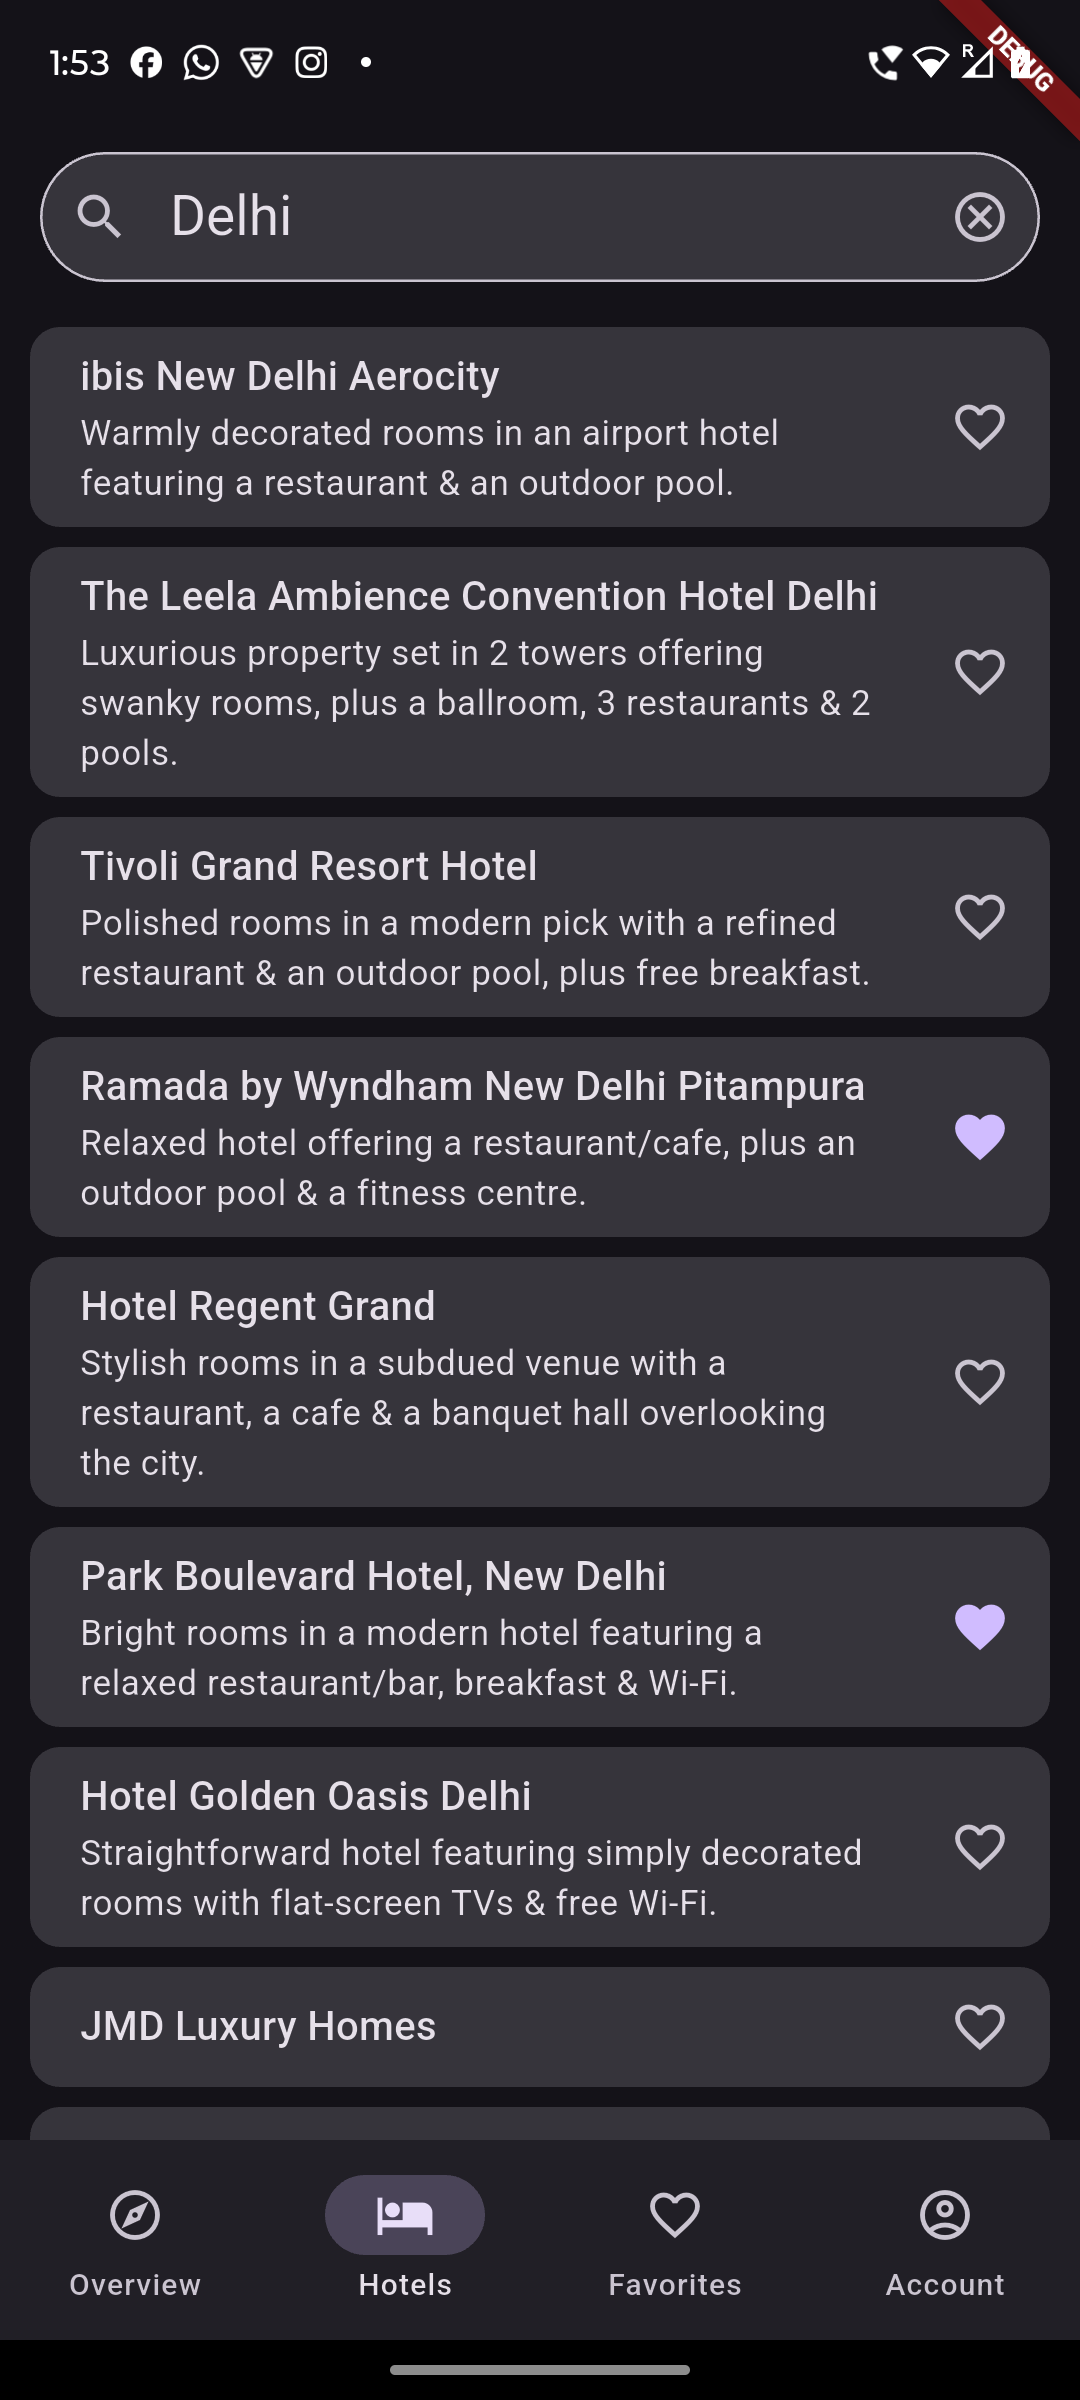 1:53
R
DEBUG
Delhi
ibis New Delhi Aerocity
Warmly decorated rooms in an airport hotel
featuring a restaurant & an outdoor pool.
The Leela Ambience Convention Hotel Delhi
Luxurious property set in 2 towers offering
swanky rooms, plus a ballroom, 3 restaurants & 2
pools.
Tivoli Grand Resort Hotel
Polished rooms in a modern pick with a refined
restaurant & an outdoor pool, plus free breakfast.
Ramada by Wyndham New Delhi Pitampura
Relaxed hotel offering a restaurant/cafe, plus an
outdoor pool & a fitness centre.
Hotel Regent Grand
Stylish rooms in a subdued venue with a
restaurant, a cafe & a banquet hall overlooking
the city.
Park Boulevard Hotel, New Delhi
Bright rooms in a modern hotel featuring a
relaxed restaurant/bar, breakfast & Wi-Fi.
Hotel Golden Oasis Delhi
Straightforward hotel featuring simply decorated
rooms with flat-screen TVs & free Wi-Fi.
JMD Luxury Homes
Overview
Hotels
Favorites
Account